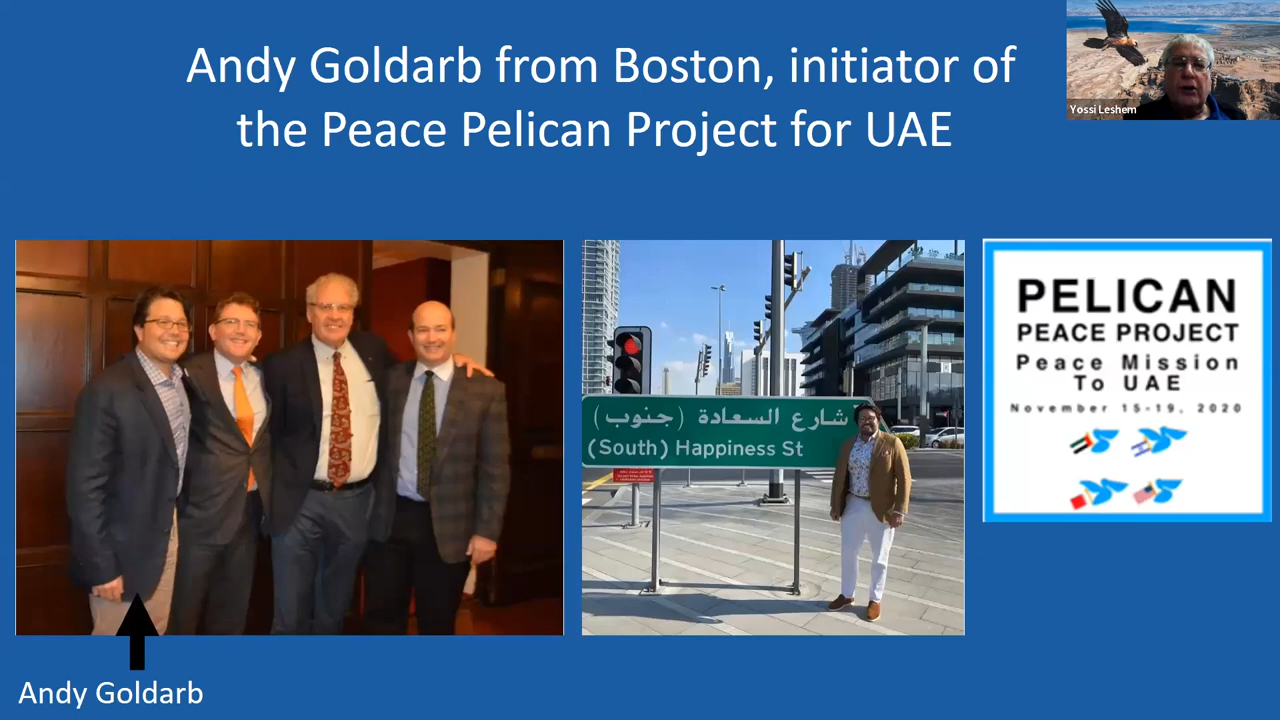 Andy Goldarb from Boston, initiator of
the Peace Pelican Project for UAE
Yossi Leshem
شارع السعادة (جنوب)
(South) Happiness St
PELICAN
PEACE PROJECT
Peace Mission
To UAE
November 15-19, 2020
Andy Goldarb